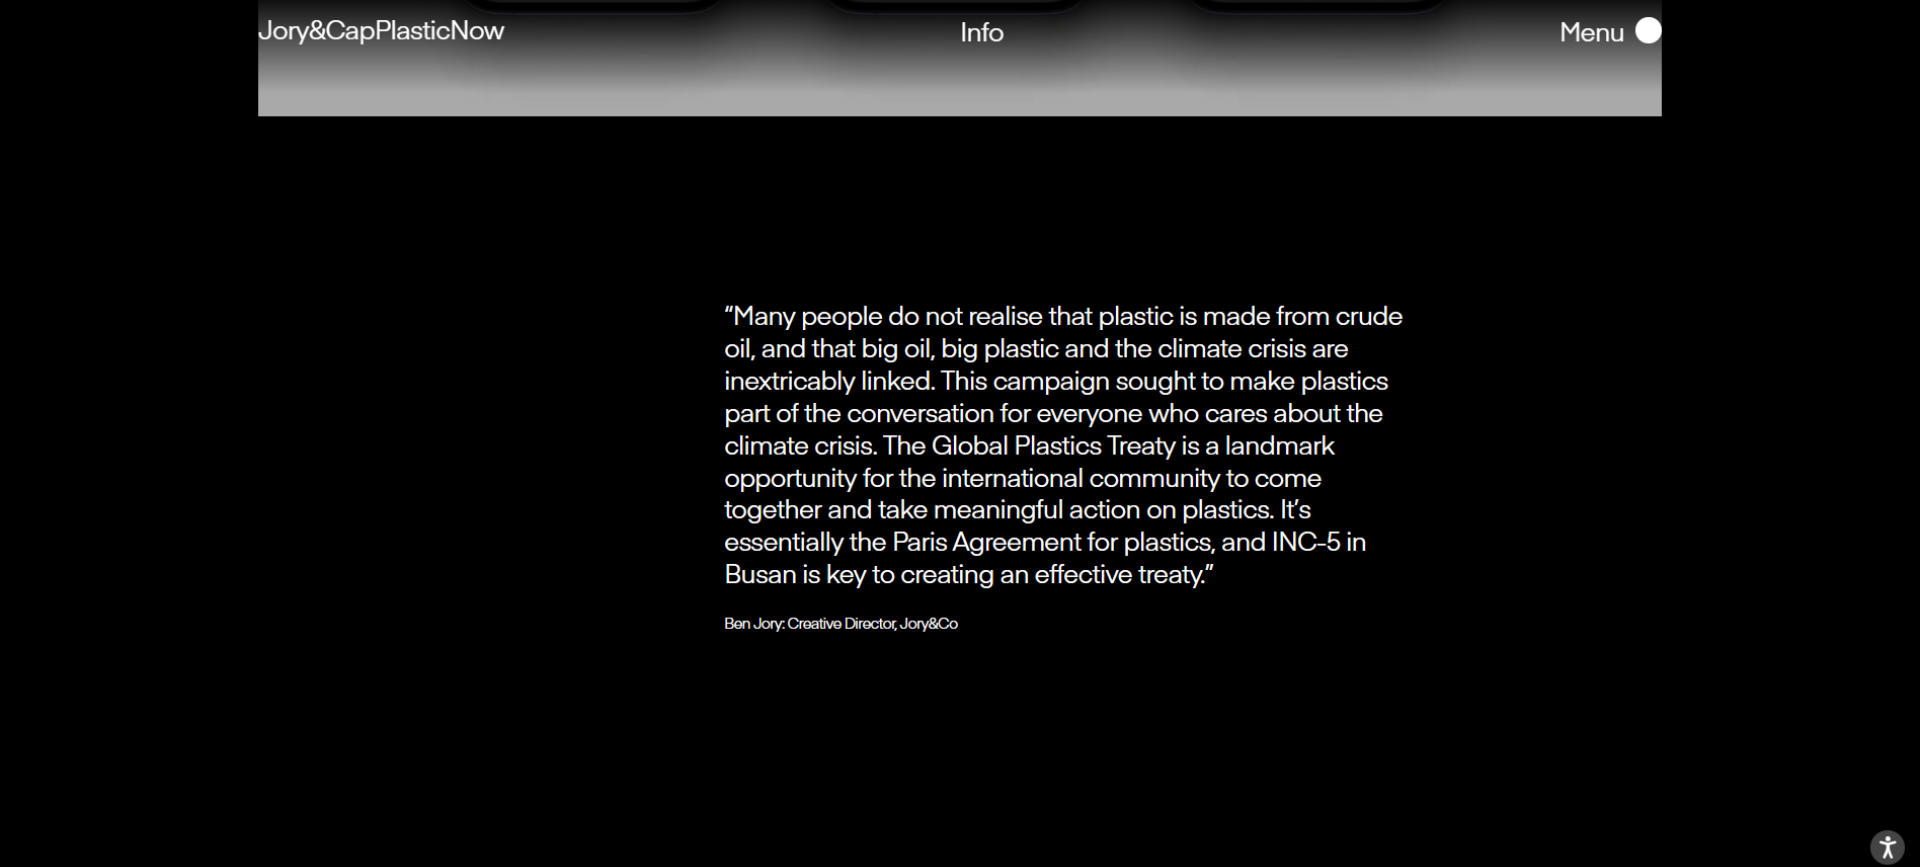 Jory&CapPlasticNow
Info
Menu
“Many people do not realise that plastic is made from crude
oil, and that big oil, big plastic and the climate crisis are
inextricably linked. This campaign sought to make plastics
part of the conversation for everyone who cares about the
climate crisis. The Global Plastics Treaty is a landmark
opportunity for the international community to come
together and take meaningful action on plastics. It’s
essentially the Paris Agreement for plastics, and INC-5 in
Busan is key to creating an effective treaty.”
Ben Jory: Creative Director, Jory&Co